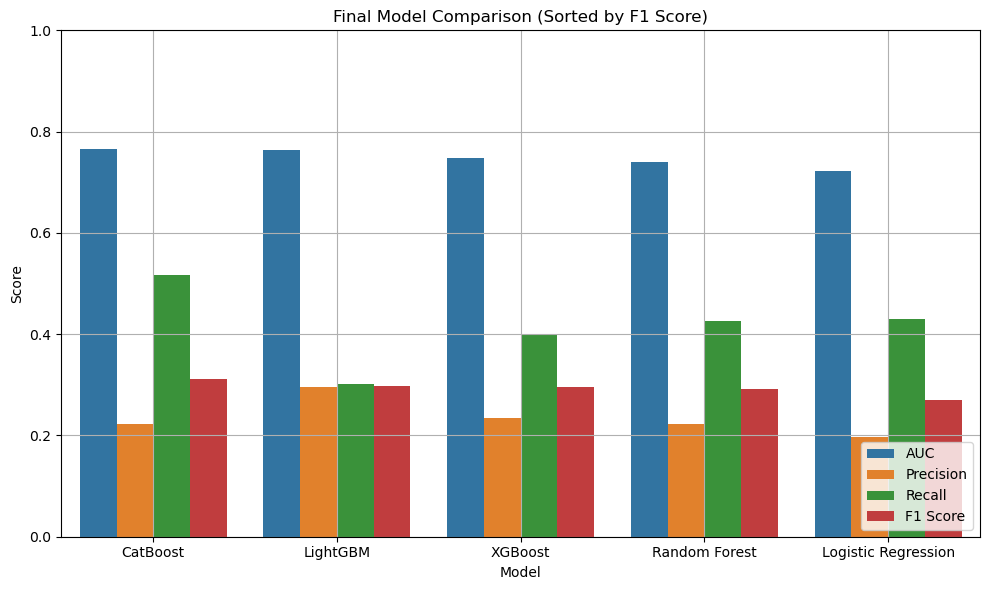 Final Model Comparison (Sorted by F1 Score)
1.0
0.8
0.6
0.4
0.2
0.0
Score
AUC
Precision
Recall
F1 Score
CatBoost LightGBM XGBoost Random Forest Logistic Regression
Model